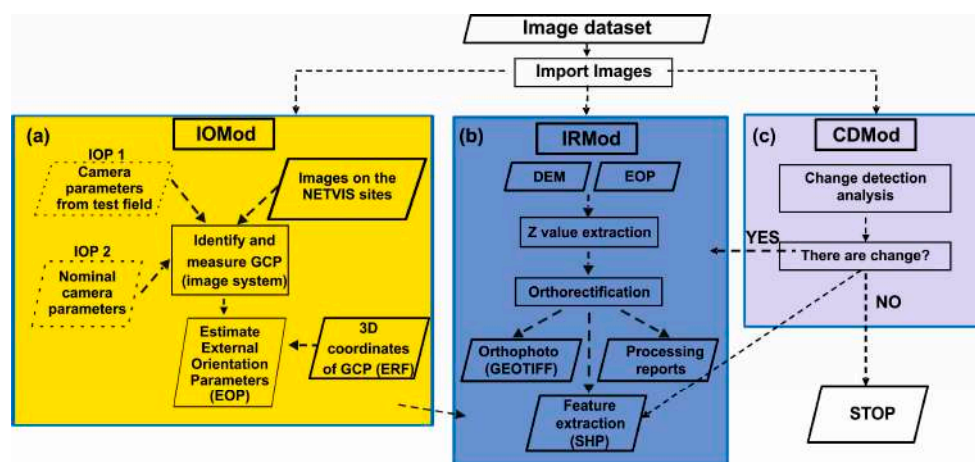 Image dataset
Import Images
(a)
IOMod
IOP 1
Camera
parameters
from test field
Images on the
NETVIS sites
IOP 2
Nominal
camera
parameters
Identify and
measure GCP
(image system)
Estimate
External
Orientation
Parameters
(EOP)
3D
coordinates
of GCP (ERF)
(b)
IRMod
DEM
EOP
Z value extraction
Orthorectification
Orthophoto
(GEOTIFF)
Processing
reports
Feature
extraction
(SHP)
(c)
CDMod
Change detection
analysis
YES
There are change?
NO
STOP